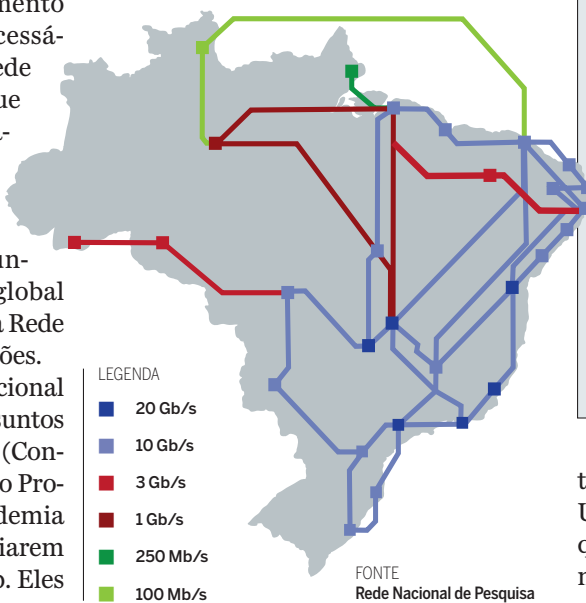 mento
cessá-
ede
ue
a-
un-
global
a Rede
ões.
cional
suntos
(Con-
o Pro-
demia
iarem
o. Eles
LEGENDA
20 Gb/s
10 Gb/s
3 Gb/s
1 Gb/s
250 Mb/s
100 Mb/s
FONTE
Rede Nacional de Pesquisa